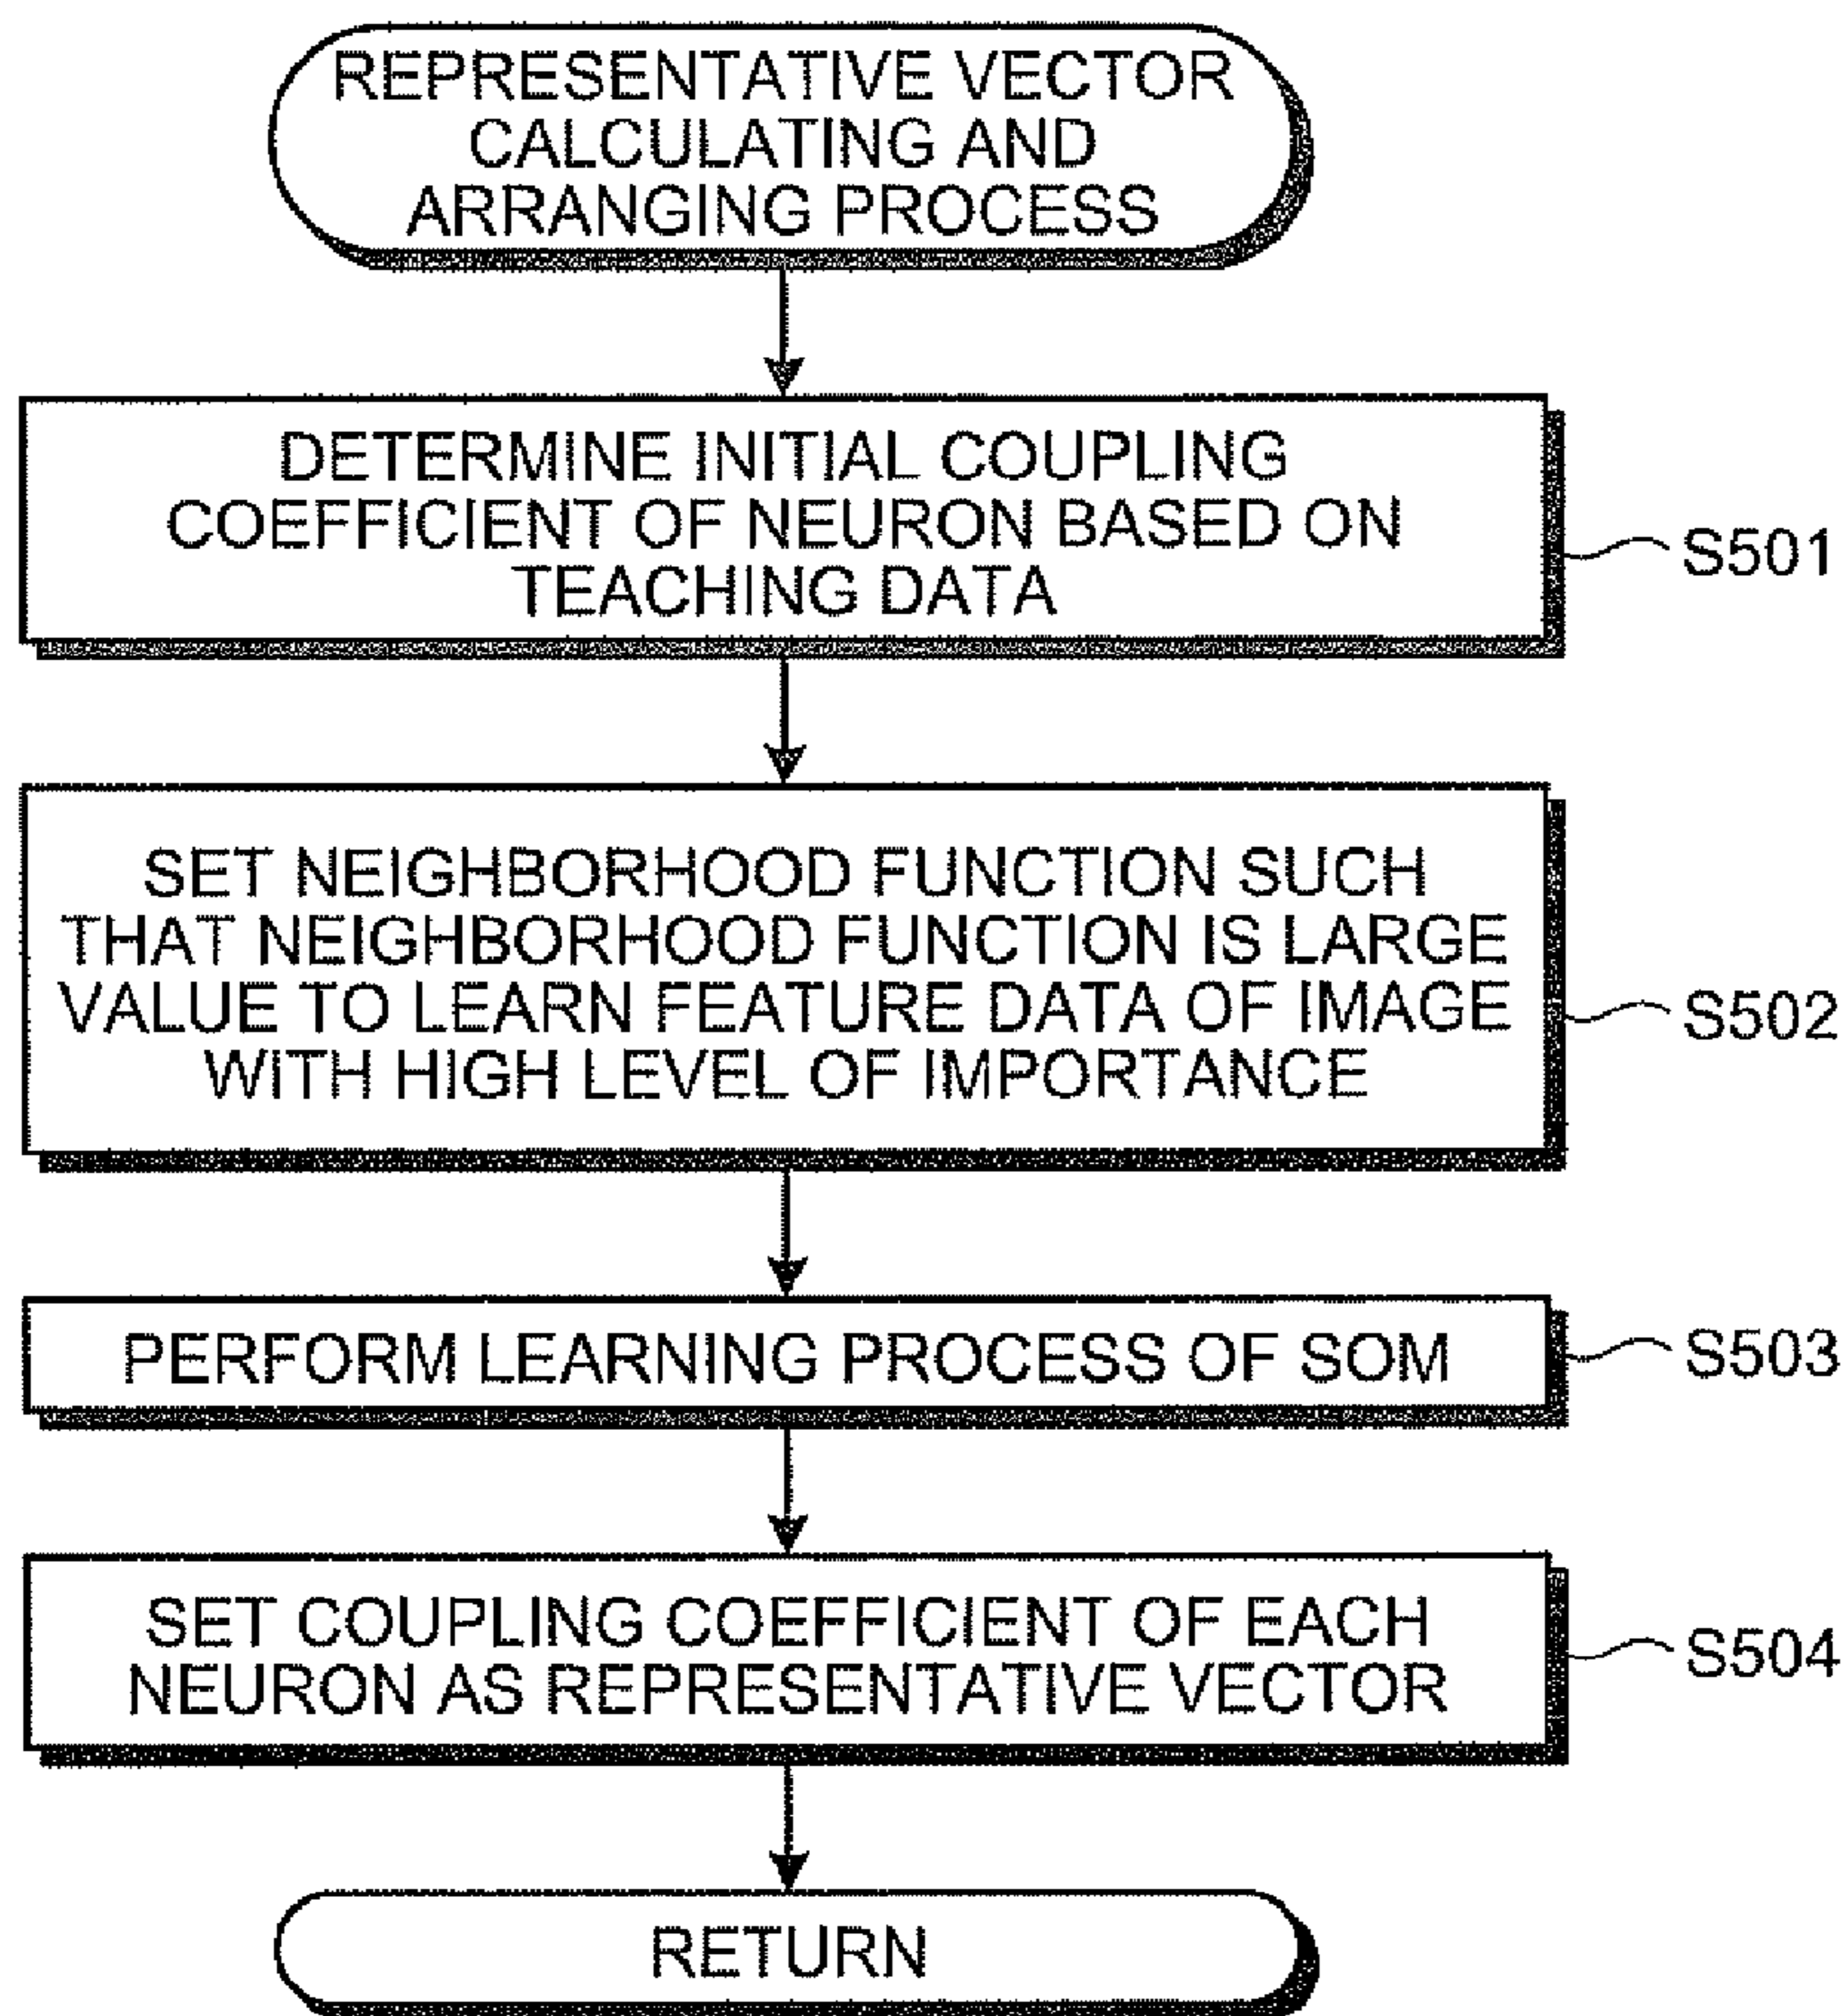 REPRESENTATIVE VECTOR
CALCULATING AND
ARRANGING PROCESS
DETERMINE INITIAL COUPLING
COEFFICIENT OF NEURON BASED ON
TEACHING DATA
S501
SET NEIGHBORHOOD FUNCTION SUCH
THAT NEIGHBORHOOD FUNCTION IS LARGE
VALUE TO LEARN FEATURE DATA OF IMAGE
WITH HIGH LEVEL OF IMPORTANCE
S502
PERFORM LEARNING PROCESS OF SOM
S503
SET COUPLING COEFFICIENT OF EACH
NEURON AS REPRESENTATIVE VECTOR
S504
RETURN